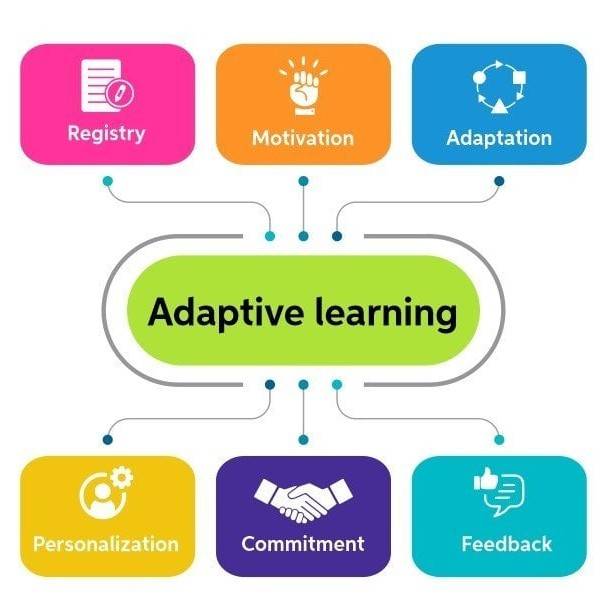 Registry
Motivation
Adaptation
Adaptive learning
Personalization
Commitment
Feedback